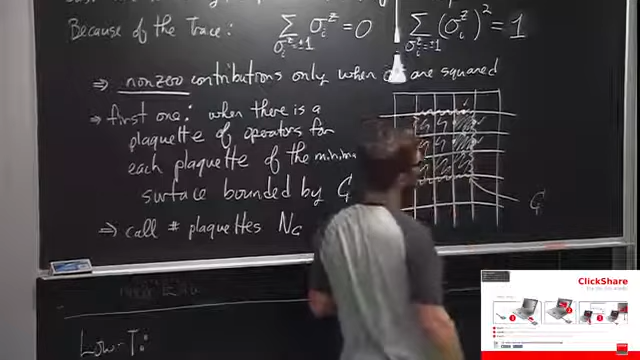 Because of the Trace: ∑ σᵢᶻ = 0 ∑ (σᵢᶻ)² = 1
σᵢᶻ=±1 σᵢᶻ=±1
⇒ nonzero contributions only when are squared
⇒ first one: when there is a
plaquette of operators for
each plaquette of the minima
surface bounded by C
⇒ call # plaquettes N_C
C
Low-T:
ClickShare